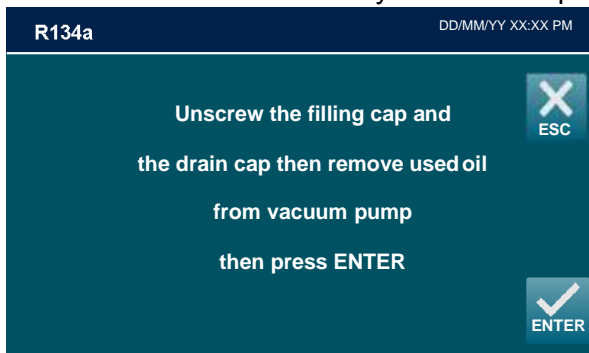 R134a
DD/MM/YY XX:XX PM
Unscrew the filling cap and
ESC
the drain cap then remove used oil
from vacuum pump
then press ENTER
ENTER